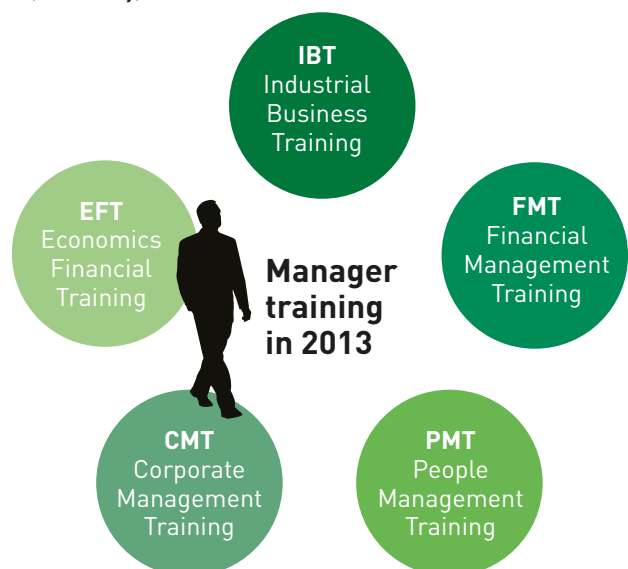 IBT
Industrial
Business
Training
EFT
Economics
Financial
Training
FMT
Financial
Management
Training
Manager
training
in 2013
CMT
Corporate
Management
Training
PMT
People
Management
Training